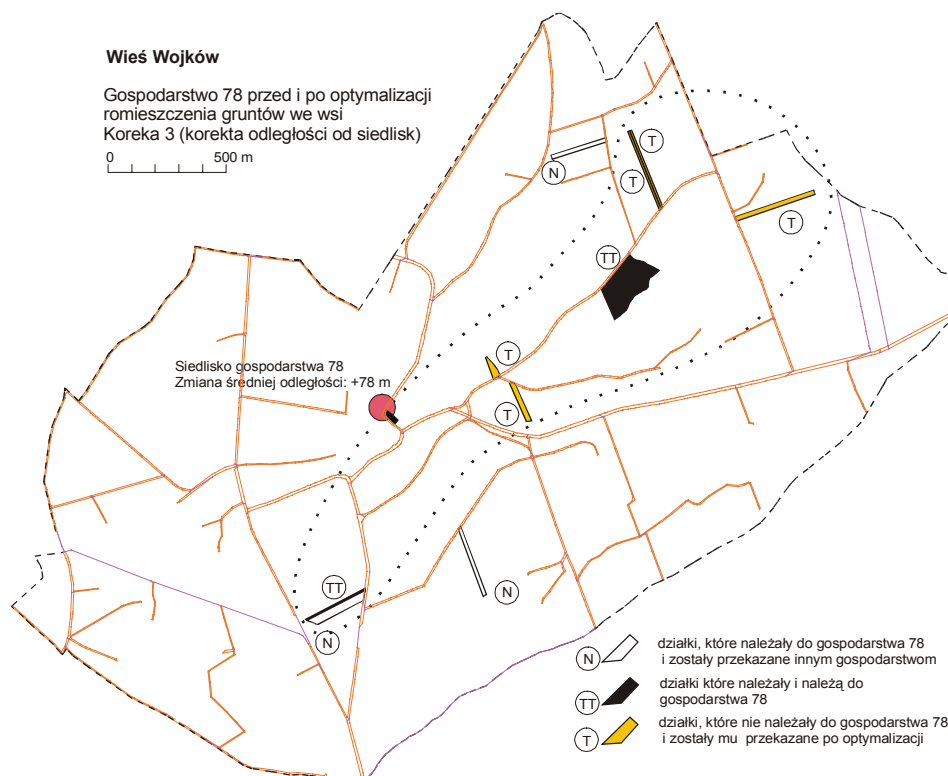 Wieś Wojków
Gospodarstwo 78 przed i po optymalizacji
romieszczenia gruntów we wsi
Koreka 3 (korekta odległości od siedlisk)
0 500 m
N
T
T
T
TT
Siedlisko gospodarstwa 78
Zmiana średniej odległości: +78 m
T
T
TT
N
N
N działki, które należały do gospodarstwa 78
i zostały przekazane innym gospodarstwom
TT działki które należały i należą do
gospodarstwa 78
T działki, które nie należały do gospodarstwa 78
i zostały mu przekazane po optymalizacji